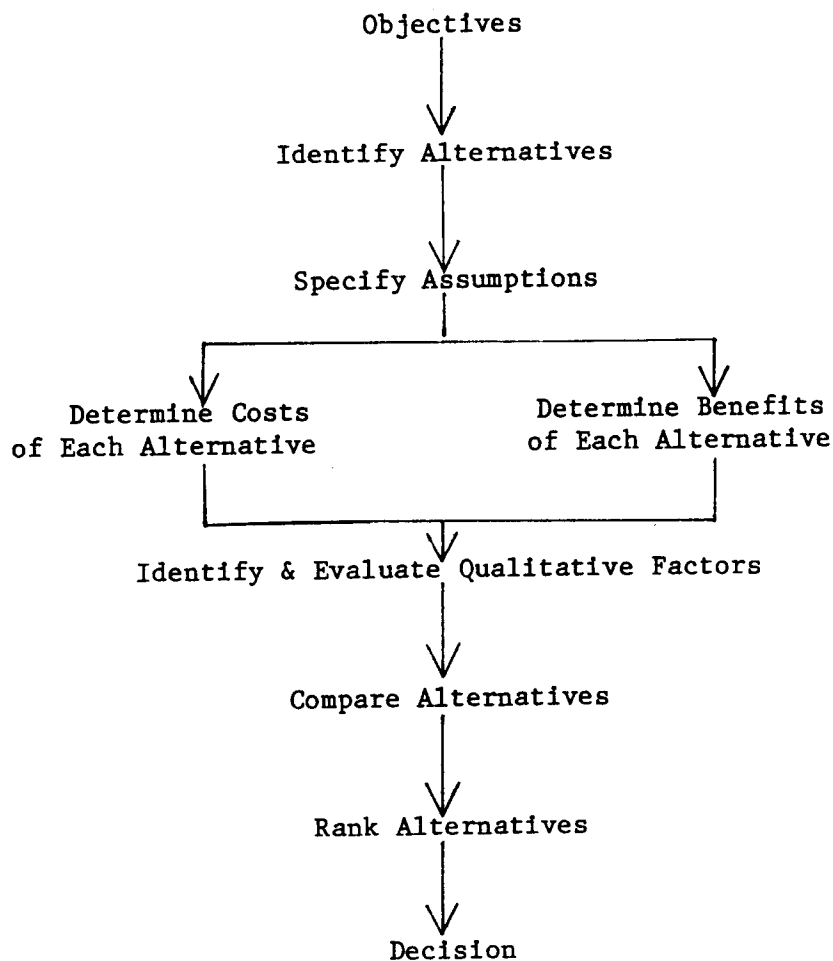 Objectives
Identify Alternatives
Specify Assumptions
Determine Costs
of Each Alternative
Determine Benefits
of Each Alternative
Identify & Evaluate Qualitative Factors
Compare Alternatives
Rank Alternatives
Decision